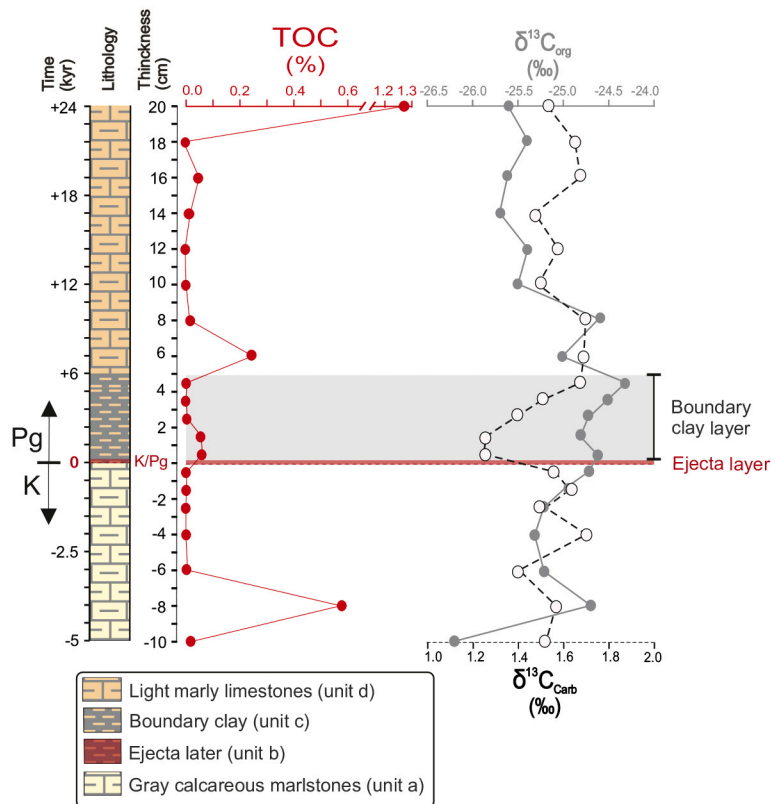 TOC
(%)
δ13Corg
(‰)
Time
(kyr)
Lithology
Thinckness
(cm)
0.0 0.2 0.4 0.6 1.2 1.3
-26.5 -26.0 -25.5 -25.0 -24.5 -24.0
+24
+18
+12
+6
0
-2.5
-5
20
18
16
14
12
10
8
6
4
2
K/Pg
-2
-4
-6
-8
-10
Pg
K
Boundary
clay layer
Ejecta layer
1.0 1.2 1.4 1.6 1.8 2.0
δ13CCarb
(‰)
Light marly limestones (unit d)
Boundary clay (unit c)
Ejecta later (unit b)
Gray calcareous marlstones (unit a)